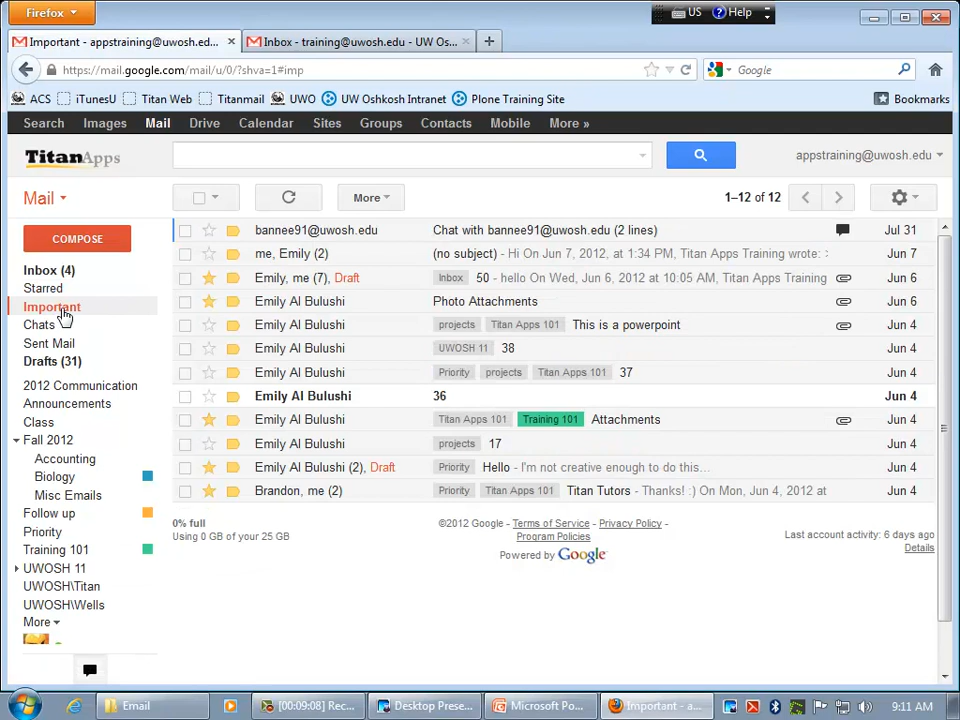 Firefox
US Help
Important - appstraining@uwosh.ed...
Inbox - training@uwosh.edu - UW Os...
https://mail.google.com/mail/u/0/?shva=1#imp
Google
ACS iTunesU Titan Web Titanmail UWO UW Oshkosh Intranet Plone Training Site
Bookmarks
Search Images Mail Drive Calendar Sites Groups Contacts Mobile More »
TitanApps
appstraining@uwosh.edu
Mail
More
1–12 of 12
COMPOSE
Inbox (4)
Starred
Important
Chats
Sent Mail
Drafts (31)
2012 Communication
Announcements
Class
Fall 2012
Accounting
Biology
Misc Emails
Follow up
Priority
Training 101
UWOSH 11
UWOSH\Titan
UWOSH\Wells
More
bannee91@uwosh.edu Chat with bannee91@uwosh.edu (2 lines) Jul 31
me, Emily (2) (no subject) - Hi On Jun 7, 2012, at 1:34 PM, Titan Apps Training wrote: > Jun 7
Emily, me (7), Draft Inbox 50 - hello On Wed, Jun 6, 2012 at 10:05 AM, Titan Apps Training Jun 6
Emily Al Bulushi Photo Attachments Jun 6
Emily Al Bulushi projects Titan Apps 101 This is a powerpoint Jun 4
Emily Al Bulushi UWOSH 11 38 Jun 4
Emily Al Bulushi Priority projects Titan Apps 101 37 Jun 4
Emily Al Bulushi 36 Jun 4
Emily Al Bulushi Titan Apps 101 Training 101 Attachments Jun 4
Emily Al Bulushi projects 17 Jun 4
Emily Al Bulushi (2), Draft Priority Hello - I'm not creative enough to do this... Jun 4
Brandon, me (2) Priority Titan Apps 101 Titan Tutors - Thanks! :) On Mon, Jun 4, 2012 at Jun 4
0% full
Using 0 GB of your 25 GB
©2012 Google - Terms of Service - Privacy Policy -
Program Policies
Powered by Google
Last account activity: 6 days ago
Details
Email
[00:09:08] Rec...
Desktop Prese...
Microsoft Po...
Important - a...
9:11 AM